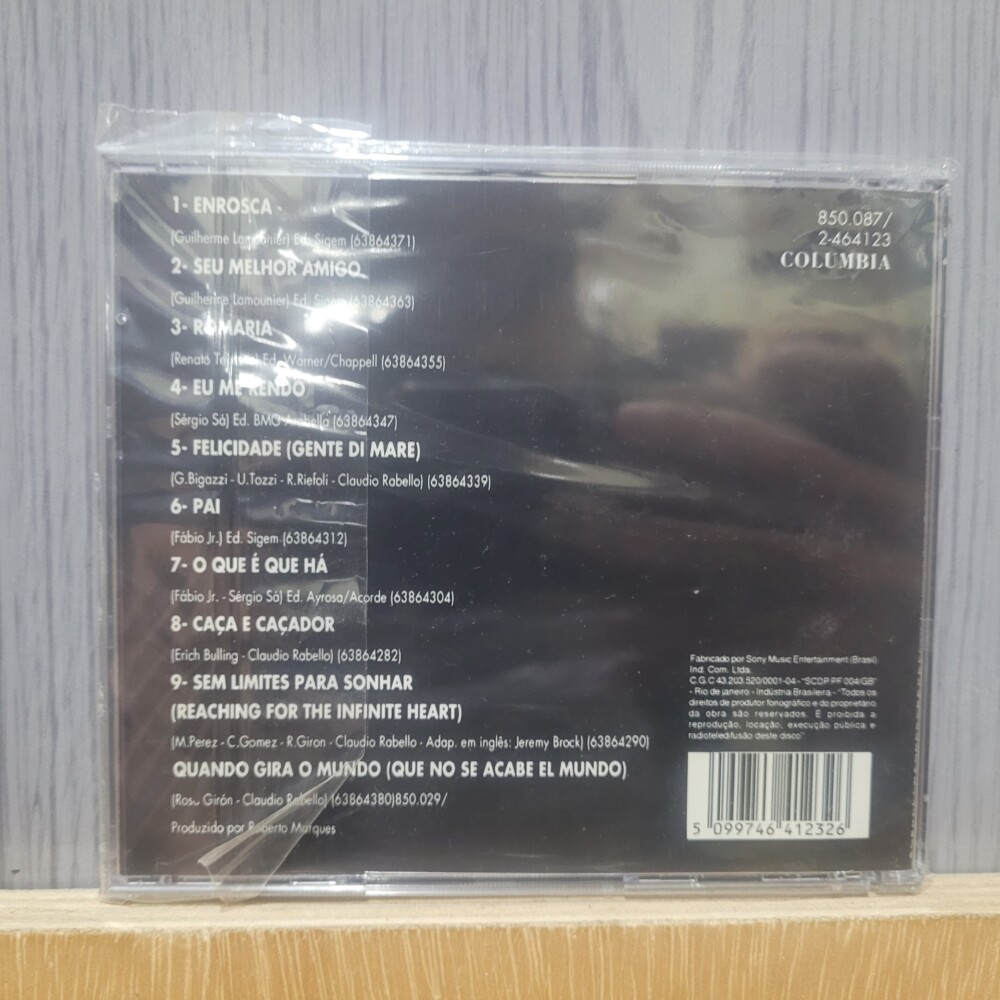 1- ENROSCA
(Guilherme Lamounier) Ed. Sigem (63864371)
2- SEU MELHOR AMIGO
(Guilherme Lamounier) Ed. Sigem (63864363)
3- ROMARIA
(Renato Ed. Warner/Chappell (63864355)
4- EU ME RENDO
(Sérgio Sá) Ed. BMG Arabella (63864347)
5- FELICIDADE (GENTE DI MARE)
(G.Bigazzi - U.Tozzi - R.Riefoli - Claudio Rabello) (63864339)
6- PAI
(Fábio Jr.) Ed. Sigem (63864312)
7- O QUE É QUE HÁ
(Fábio Jr. - Sérgio Sá) Ed. Ayrosa/Acorde (63864304)
8- CAÇA E CAÇADOR
(Erich Bulling - Claudio Rabello) (63864282)
9- SEM LIMITES PARA SONHAR
(REACHING FOR THE INFINITE HEART)
(M.Perez - C.Gomez - R.Giron - Claudio Rabello - Adap. em inglês: Jeremy Brock) (63864290)
QUANDO GIRA O MUNDO (QUE NO SE ACABE EL MUNDO)
(Rosa Girón - Claudio Rabello) (63864380)850.029/
Produzido por Roberto Marques
850.087/
2-464123
COLUMBIA
Fabricado por Sony Music Entertainment (Brasil)
Ind. Com. Ltda.
C.G.C 43.203.520/0001-04 - "SCDP PF 004/GB"
- Rio de janeiro - Indústria Brasileira - "Todos os
direitos de produtor fonográfico e do proprietário
da obra são reservados. É proibida a
reprodução, locação, execução pública e
radioteledifusão deste disco"
5 099746 412326